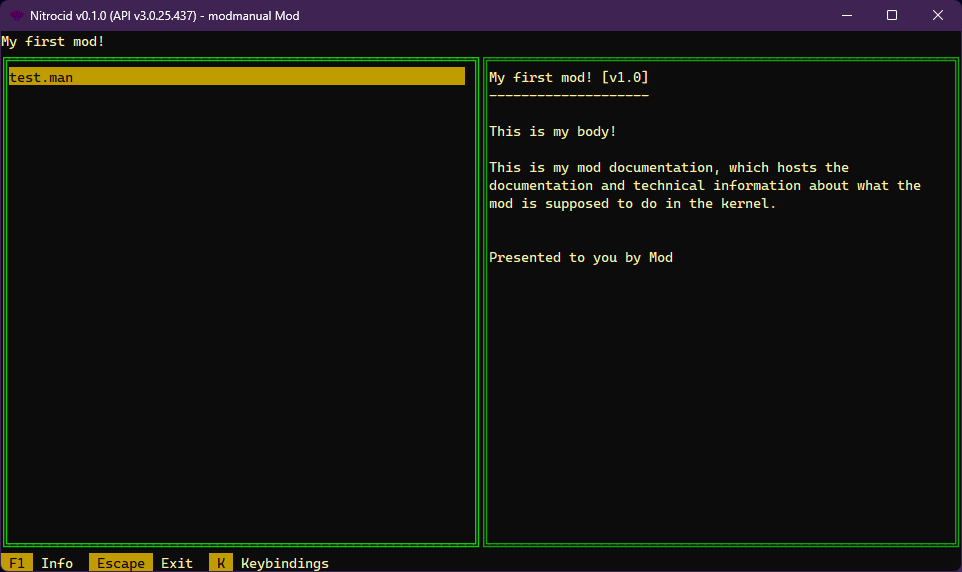 Nitrocid v0.1.0 (API v3.0.25.437) - modmanual Mod
My first mod!
test.man
My first mod! [v1.0]
--------------------
This is my body!
This is my mod documentation, which hosts the
documentation and technical information about what the
mod is supposed to do in the kernel.
Presented to you by Mod
F1 Info Escape Exit K Keybindings